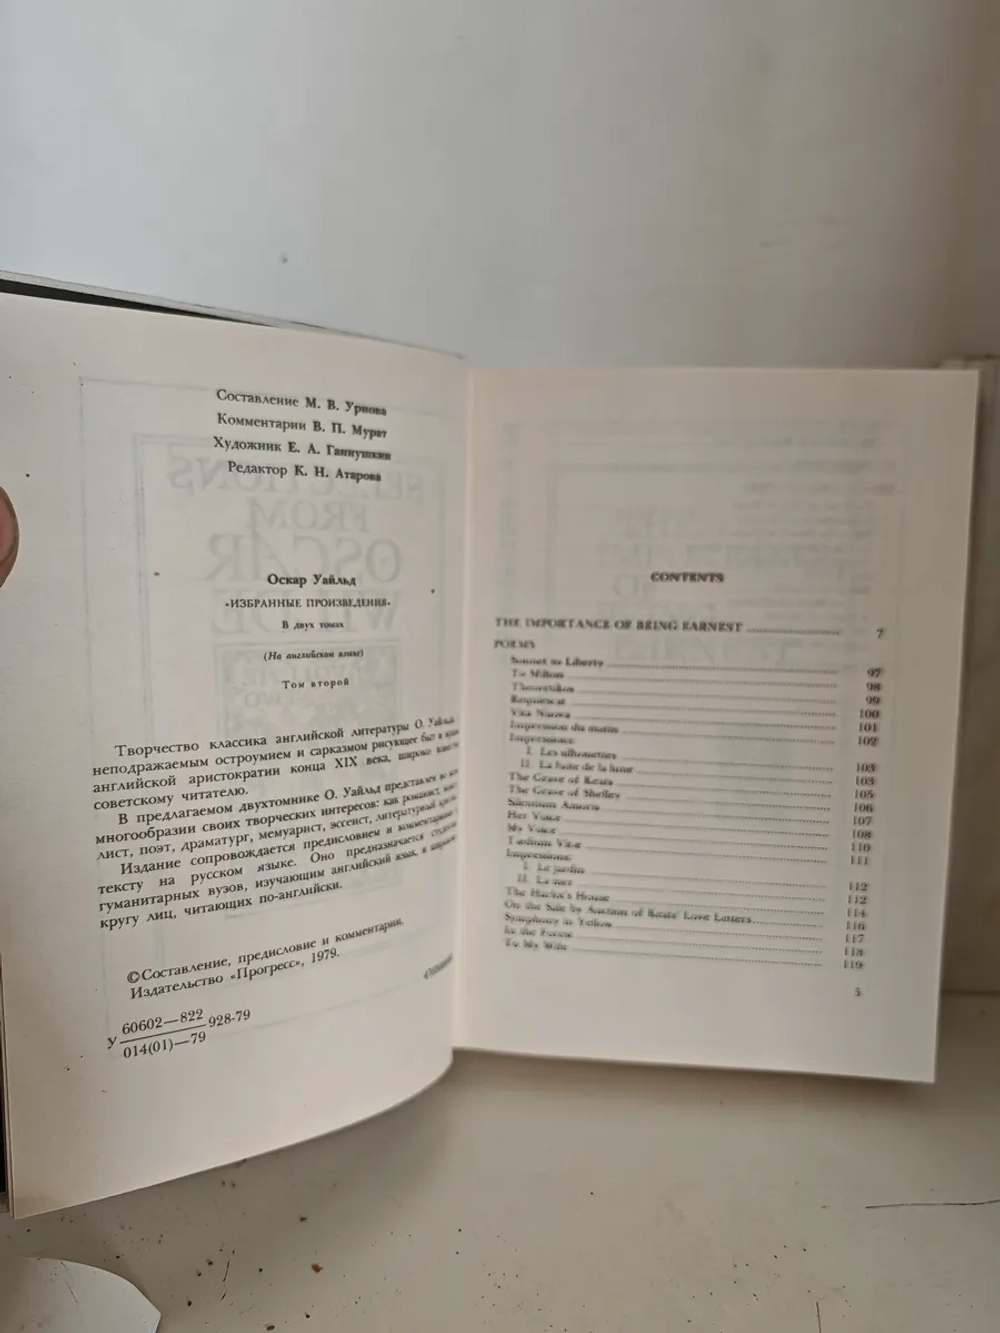 Составление М. В. Урнова
Комментарии В. П. Мурат
Художник Е. А. Ганнушкин
Редактор К. Н. Атарова
Оскар Уайльд
«ИЗБРАННЫЕ ПРОИЗВЕДЕНИЯ»
В двух томах
(На английском языке)
Том второй
Творчество классика английской литературы О. Уайльда,
неподражаемым остроумием и сарказмом рисующее быт и
английской аристократии конца XIX века, широко
советскому читателю.
В предлагаемом двухтомнике О. Уайльд представлен во
многообразии своих творческих интересов: как
лист, поэт, драматург, мемуарист, эссеист, литературный
Издание сопровождается предисловием и комментариями
тексту на русском языке. Оно предназначается
гуманитарных вузов, изучающим английский язык, и
кругу лиц, читающих по-английски.
©Составление, предисловие и комментарии.
Издательство «Прогресс», 1979.
У 60602—822 928-79
014(01)—79
SELECTIONS
FROM
OSCAR
WILDE
CONTENTS
THE IMPORTANCE OF BEING EARNEST 7
POEMS
Sonnet to Liberty 97
To Milton 98
Theoretikos 99
Requiescat 100
Vita Nuova 101
Impression du matin 102
Impressions
I. Les silhouettes 103
II. La fuite de la lune 103
The Grave of Keats 105
The Grave of Shelley 106
Silentium Amoris 107
Her Voice 108
My Voice 110
Taedium Vitae 111
Impressions
I. Le jardin 112
II. La mer 112
The Harlot's House 114
On the Sale by Auction of Keats' Love Letters 116
Symphony in Yellow 117
In the Forest 118
To My Wife 119
5